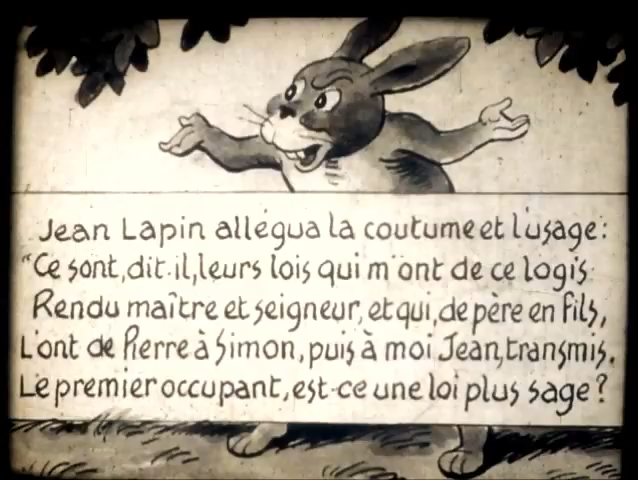 Jean Lapin allégua la coutume et l'usage:
"Ce sont, dit-il, leurs lois qui m'ont de ce logis
Rendu maître et seigneur, et qui, de père en fils,
L'ont de Pierre à Simon, puis à moi Jean, transmis.
Le premier occupant, est-ce une loi plus sage?